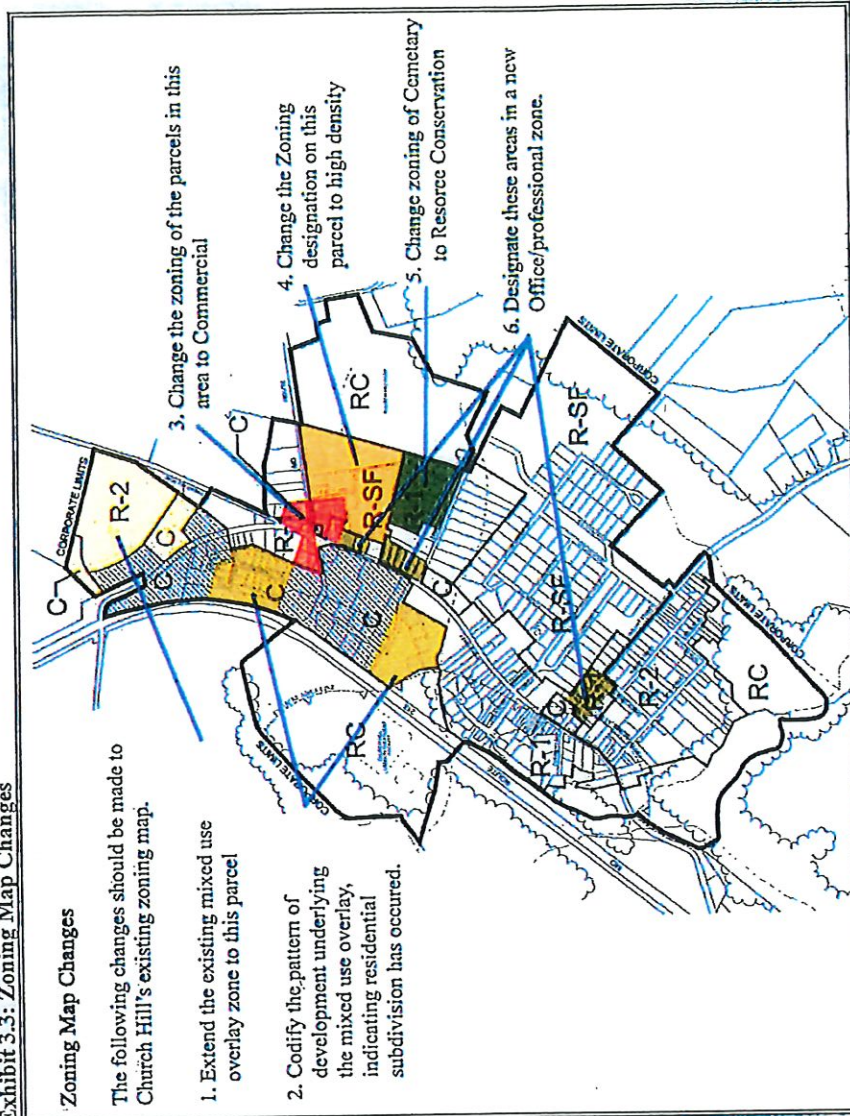 Exhibit 3.3: Zoning Map Changes
Zoning Map Changes
The following changes should be made to
Church Hill's existing zoning map.
1. Extend the existing mixed use
overlay zone to this parcel
2. Codify the pattern of
development underlying
the mixed use overlay,
indicating residential
subdivision has occured.
3. Change the zoning of the parcels in this
area to Commercial
4. Change the Zoning
designation on this
parcel to high density
5. Change zoning of Cemetary
to Resorce Conservation
6. Designate these areas in a new
Office/professional zone.
CORPORATE LIMITS
R-2
C
C
C
C
C
C
C
C
C
RC
R-SF
R-1
RC
CORPORATE LIMITS
R-SF
CORPORATE LIMITS
R-SF
R-1
R-2
RC
CORPORATE LIMITS
MD
ROUTE
213